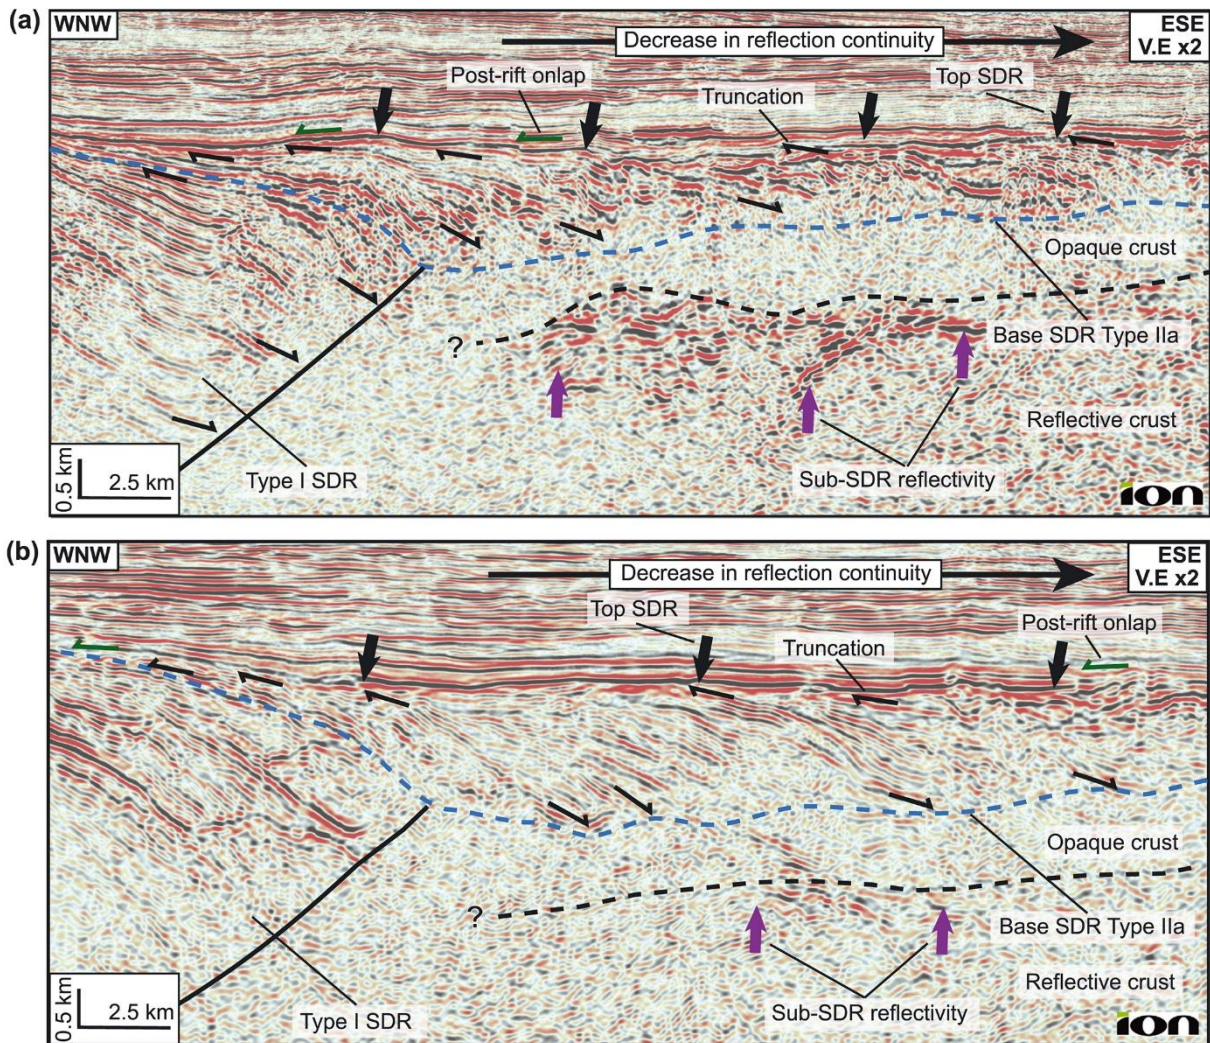 (a)
WNW
Decrease in reflection continuity
ESE
V.E x2
Post-rift onlap
Truncation
Top SDR
Opaque crust
?
Base SDR Type IIa
Reflective crust
Type I SDR
Sub-SDR reflectivity
0.5 km
2.5 km
ion
(b)
WNW
Decrease in reflection continuity
ESE
V.E x2
Top SDR
Post-rift onlap
Truncation
Opaque crust
?
Base SDR Type IIa
Reflective crust
Sub-SDR reflectivity
Type I SDR
0.5 km
2.5 km
ion